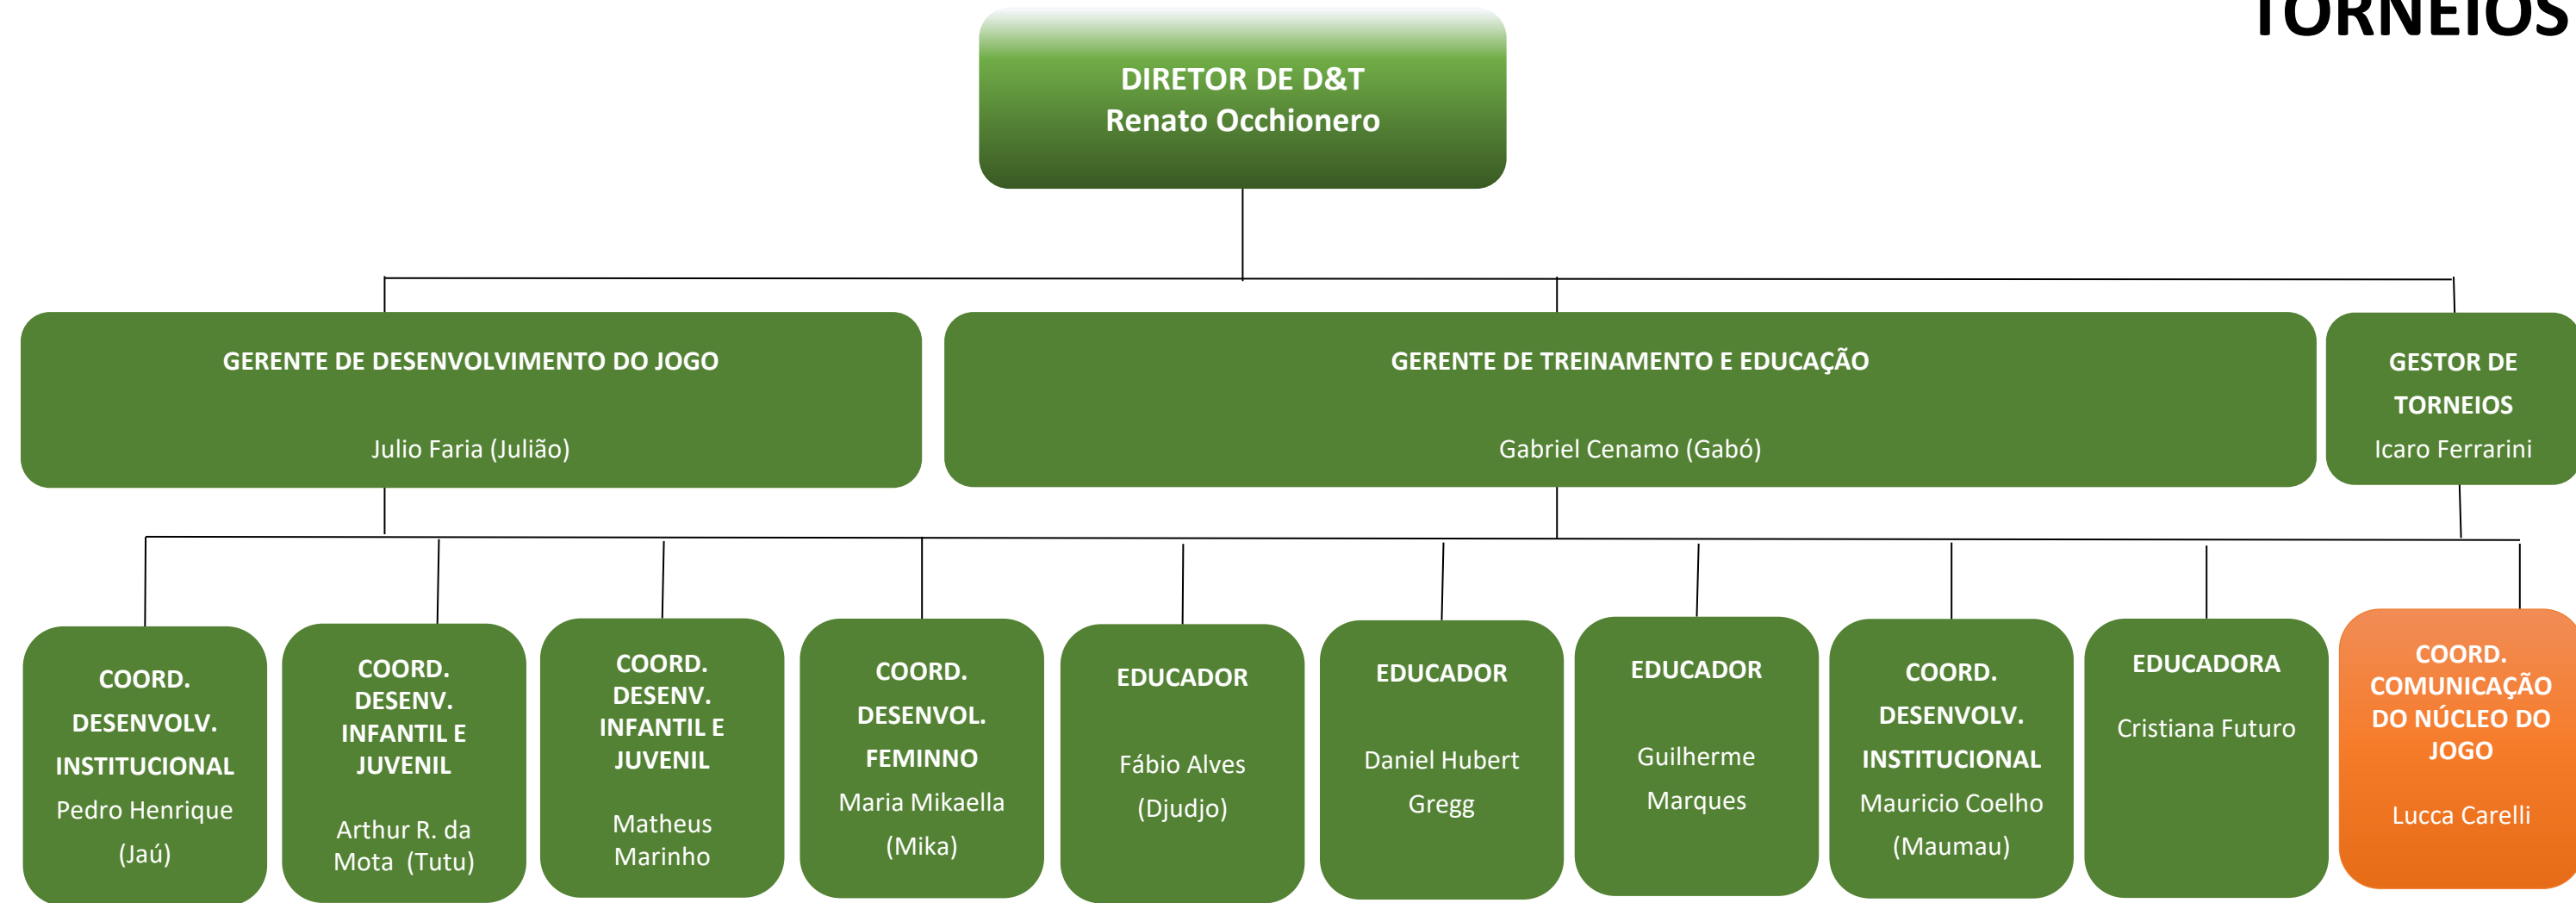 TORNEIOS
DIRETOR DE D&T
Renato Occhionero
GERENTE DE DESENVOLVIMENTO DO JOGO
Julio Faria (Julião)
GERENTE DE TREINAMENTO E EDUCAÇÃO
Gabriel Cenamo (Gabó)
GESTOR DE
TORNEIOS
Icaro Ferrarini
COORD.
DESENVOLV.
INSTITUCIONAL
Pedro Henrique
(Jaú)
COORD.
DESENV.
INFANTIL E
JUVENIL
Arthur R. da
Mota (Tutu)
COORD.
DESENV.
INFANTIL E
JUVENIL
Matheus
Marinho
COORD.
DESENVOL.
FEMINNO
Maria Mikaella
(Mika)
EDUCADOR
Fábio Alves
(Djudjo)
EDUCADOR
Daniel Hubert
Gregg
EDUCADOR
Guilherme
Marques
COORD.
DESENVOLV.
INSTITUCIONAL
Mauricio Coelho
(Maumau)
EDUCADORA
Cristiana Futuro
COORD.
COMUNICAÇÃO
DO NÚCLEO DO
JOGO
Lucca Carelli